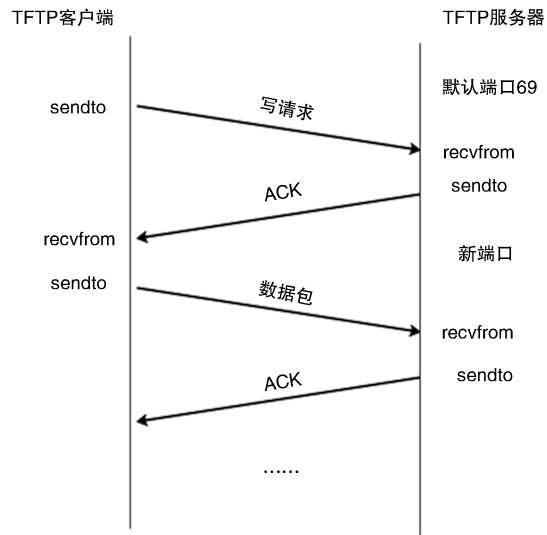 TFTP客户端
TFTP服务器
默认端口69
sendto
写请求
recvfrom
sendto
ACK
recvfrom
新端口
sendto
数据包
recvfrom
sendto
ACK
……